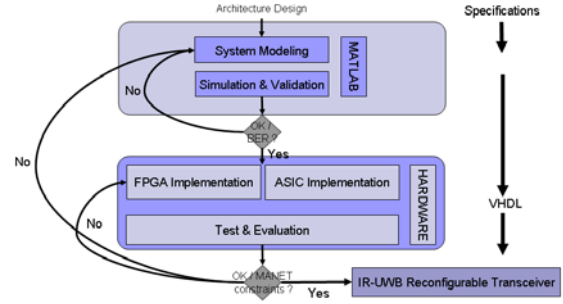 Architecture Design
Specifications
System Modeling
MATLAB
Simulation & Validation
No
OK /
BER ?
Yes
No
FPGA Implementation
ASIC Implementation
HARDWARE
VHDL
No
Test & Evaluation
OK / MANET
constraints ?
Yes
IR-UWB Reconfigurable Transceiver